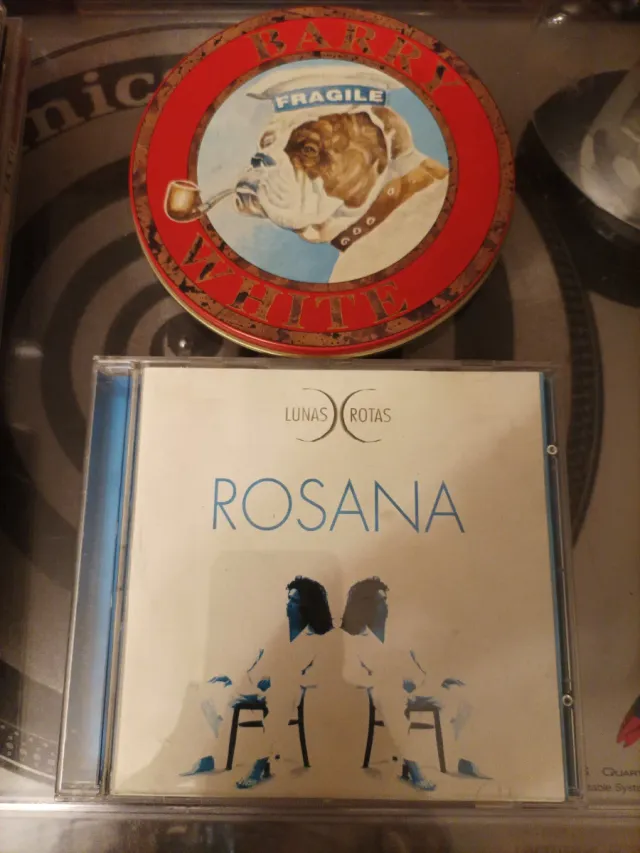 BARRY
FRAGILE
WHITE
LUNAS ROTAS
ROSANA